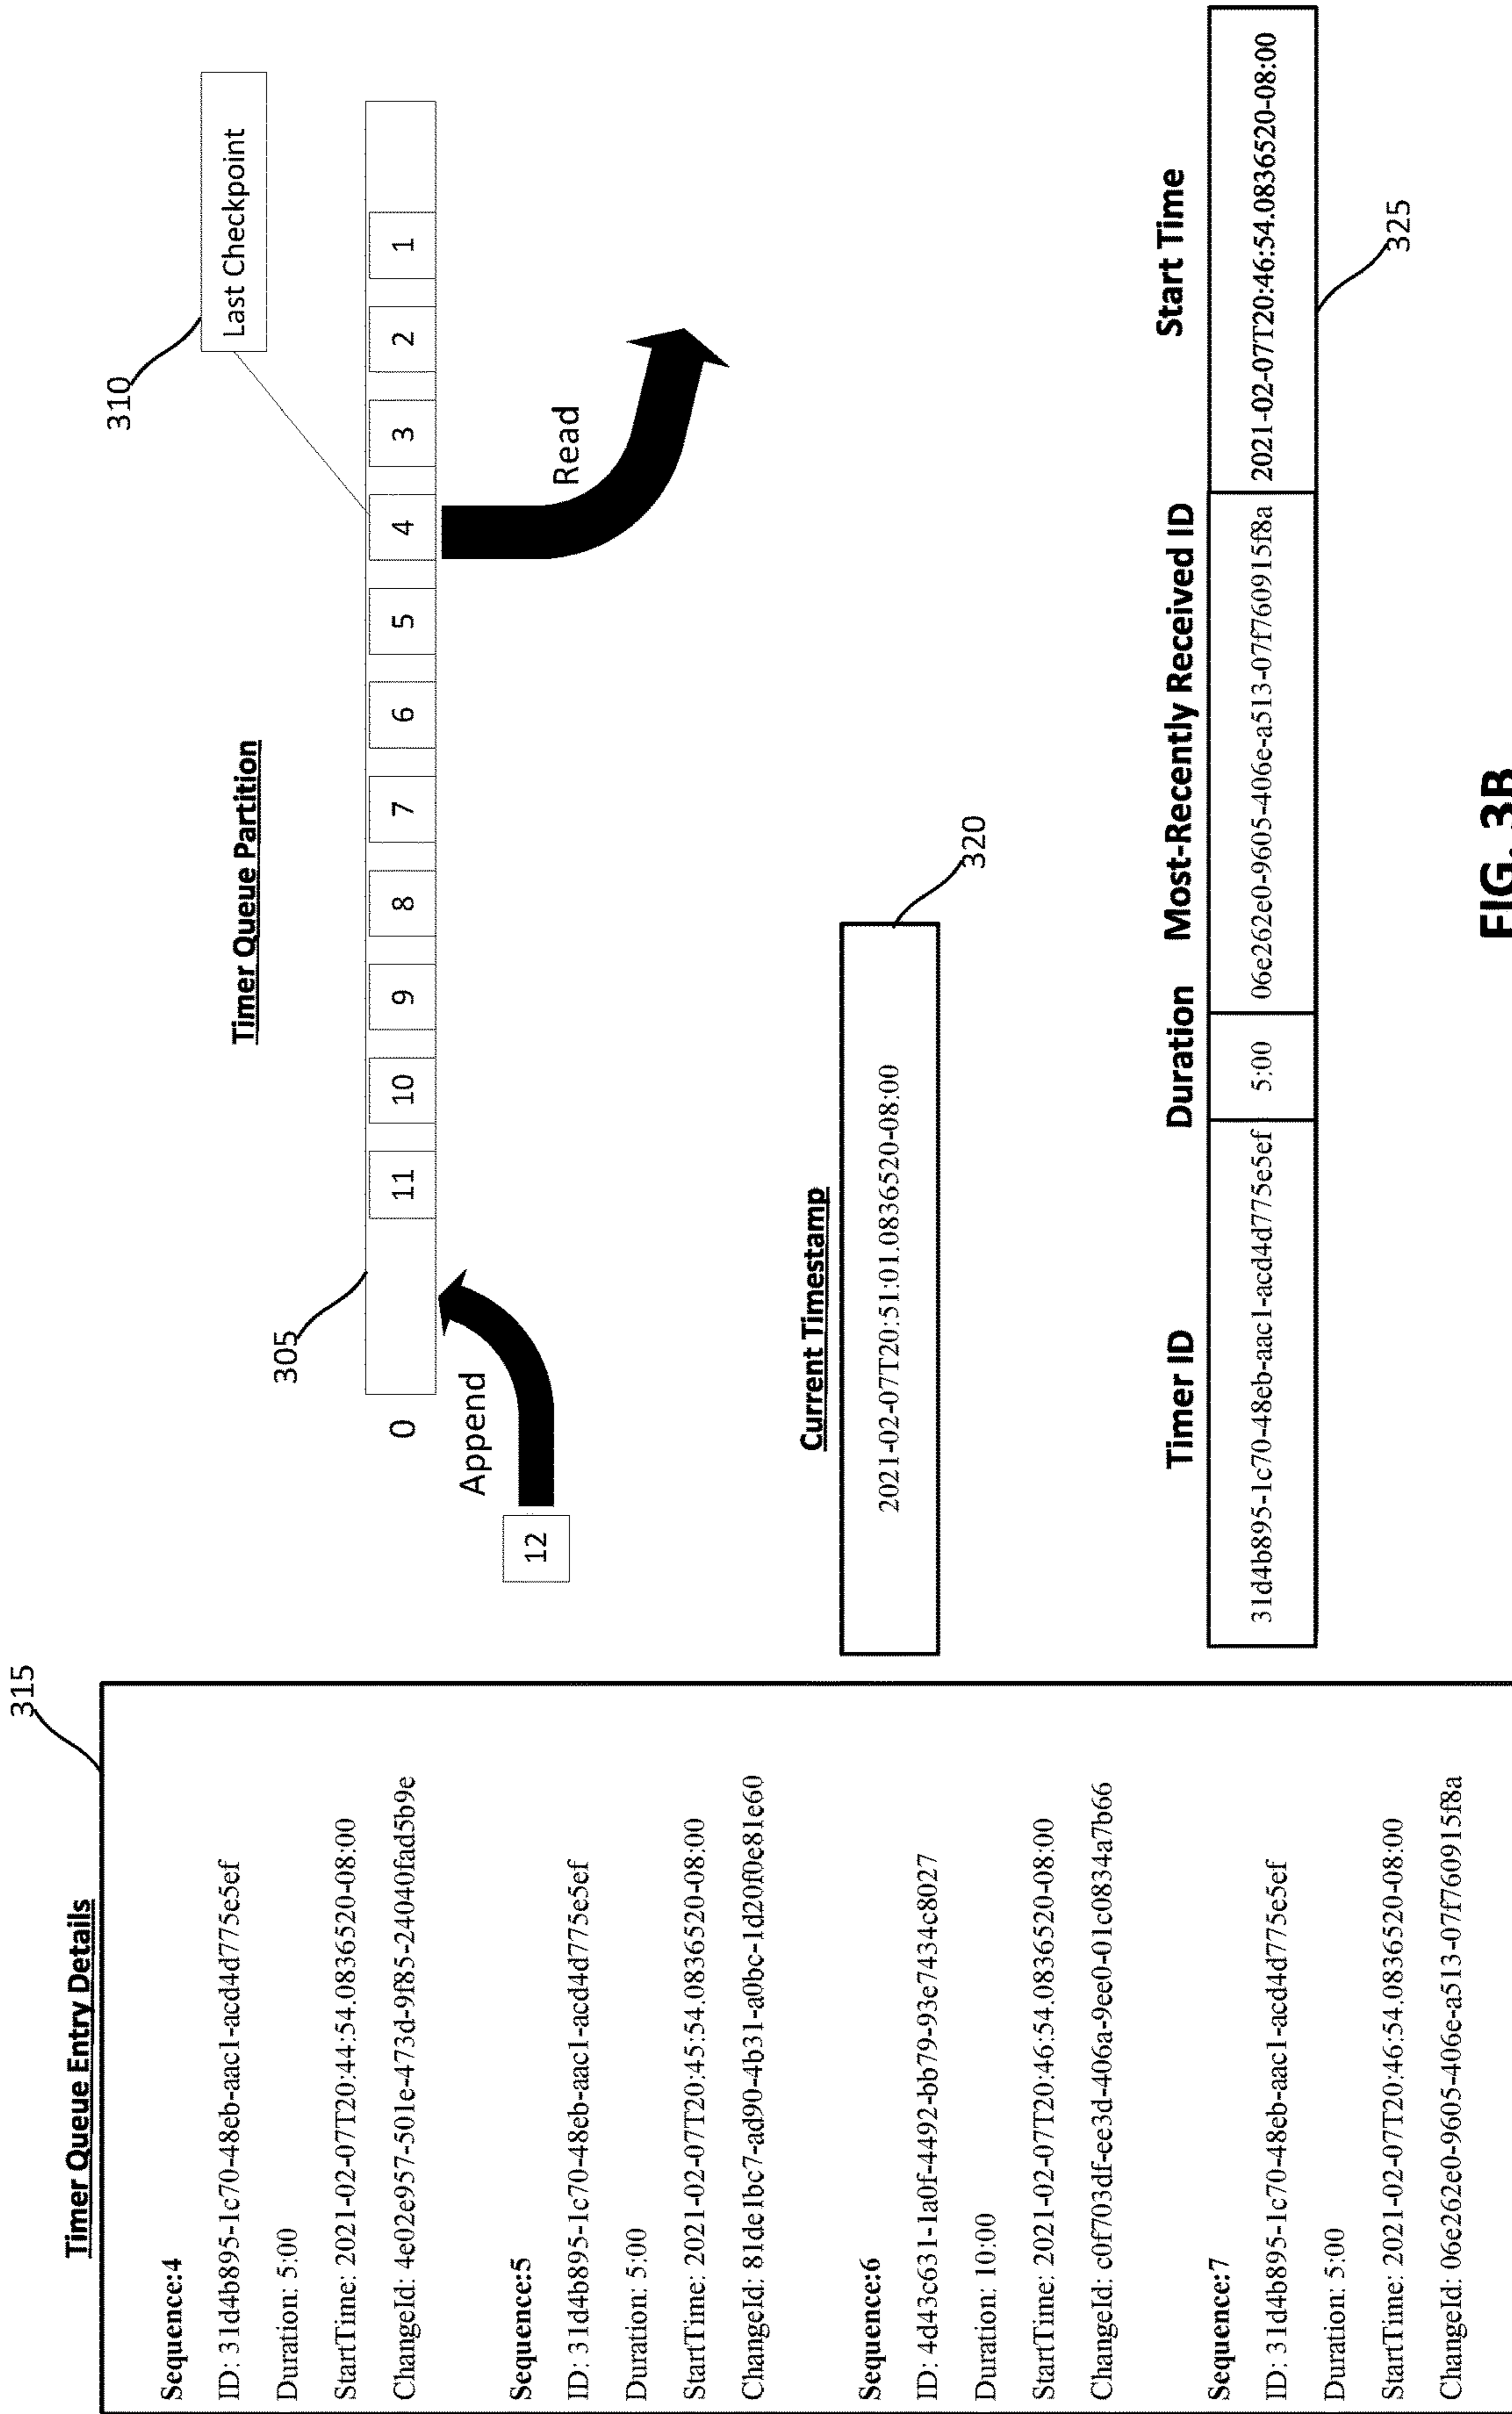 315
Timer Queue Entry Details
Sequence:4
ID: 31d4b895-1c70-48eb-aac1-acd4d775e5ef
Duration: 5:00
StartTime: 2021-02-07T20:44:54.0836520-08:00
ChangeId: 4e02e957-501e-473d-9f85-24040fad5b9e
Sequence:5
ID: 31d4b895-1c70-48eb-aac1-acd4d775e5ef
Duration: 5:00
StartTime: 2021-02-07T20:45:54.0836520-08:00
ChangeId: 81de1bc7-ad90-4b31-a0bc-1d20f0e81e60
Sequence:6
ID: 4d43c631-1a0f-4492-bb79-93e7434c8027
Duration: 10:00
StartTime: 2021-02-07T20:46:54.0836520-08:00
ChangeId: c0f703df-ee3d-406a-9ee0-01c0834a7b66
Sequence:7
ID: 31d4b895-1c70-48eb-aac1-acd4d775e5ef
Duration: 5:00
StartTime: 2021-02-07T20:46:54.0836520-08:00
ChangeId: 06e262e0-9605-406e-a513-07f760915f8a
310
Last Checkpoint
Timer Queue Partition
305
0 11 10 9 8 7 6 5 4 3 2 1
Append
Read
12
Current Timestamp
2021-02-07T20:51:01.0836520-08:00
320
Timer ID Duration Most-Recently Received ID Start Time
31d4b895-1c70-48eb-aac1-acd4d775e5ef 5:00 06e262e0-9605-406e-a513-07f760915f8a 2021-02-07T20:46:54.0836520-08:00
325
FIG. 3B